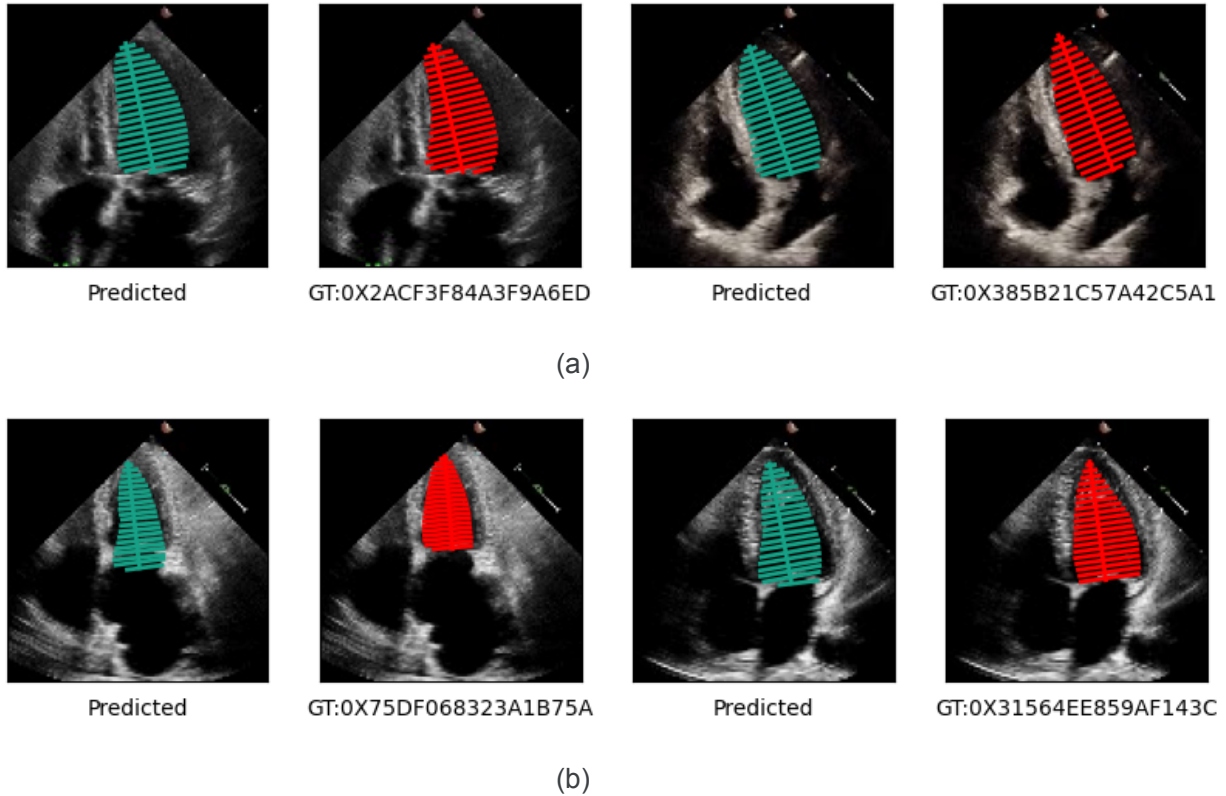 Predicted
GT:0X2ACF3F84A3F9A6ED
Predicted
GT:0X385B21C57A42C5A1
(a)
Predicted
GT:0X75DF068323A1B75A
Predicted
GT:0X31564EE859AF143C
(b)